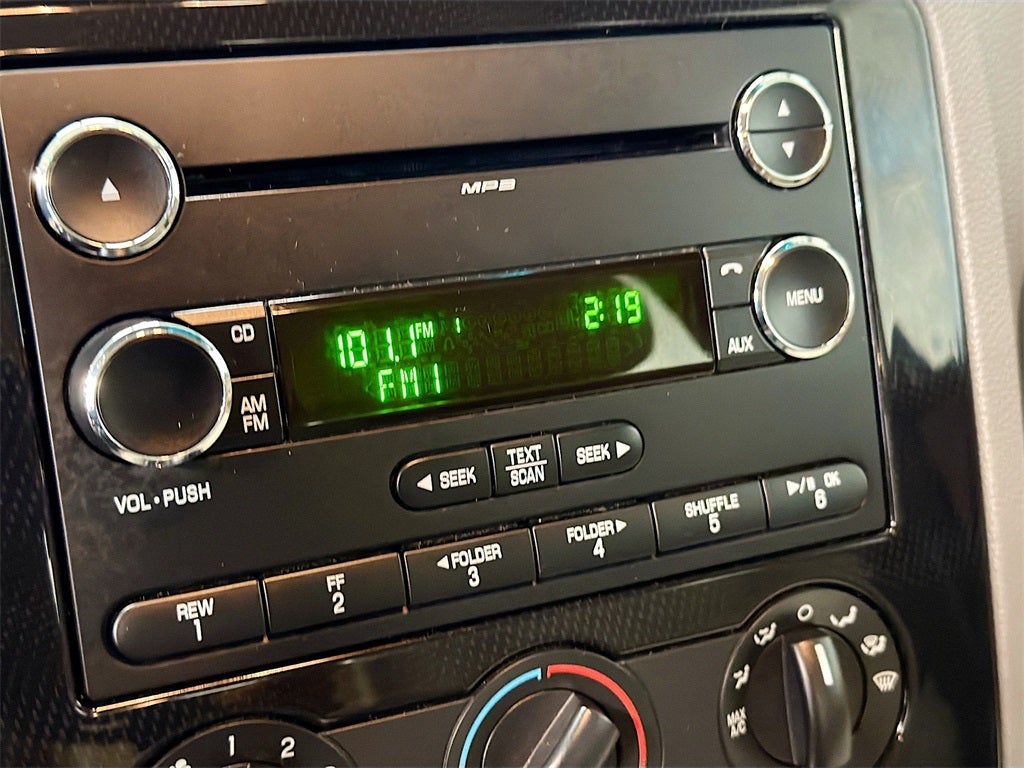 MP3
CD
101.1 FM 1 2:19
FM1
MENU
AUX
AM
FM
VOL•PUSH
◀ SEEK
TEXT
SCAN
SEEK ▶
REW
1
FF
2
◀FOLDER
3
FOLDER▶
4
SHUFFLE
5
▶/II OK
6
MAX
A/C
1 2